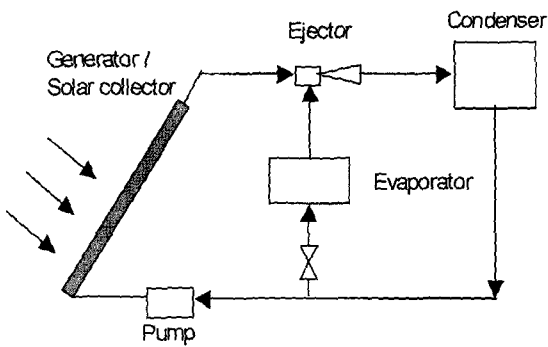 Condenser
Ejector
Generator /
Solar collector
Evaporator
Pump